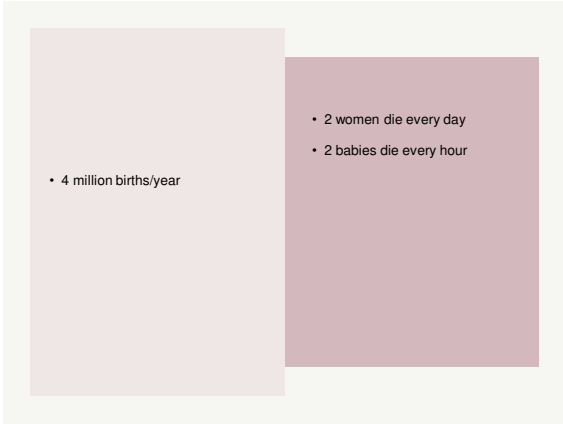 • 4 million births/year
• 2 women die every day
• 2 babies die every hour